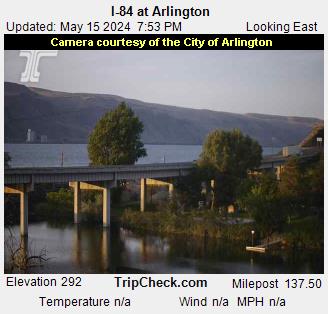 I-84 at Arlington
Updated: May 15 2024 7:53 PM Looking East
Camera courtesy of the City of Arlington
Elevation 292 TripCheck.com Milepost 137.50
Temperature n/a Wind n/a MPH n/a